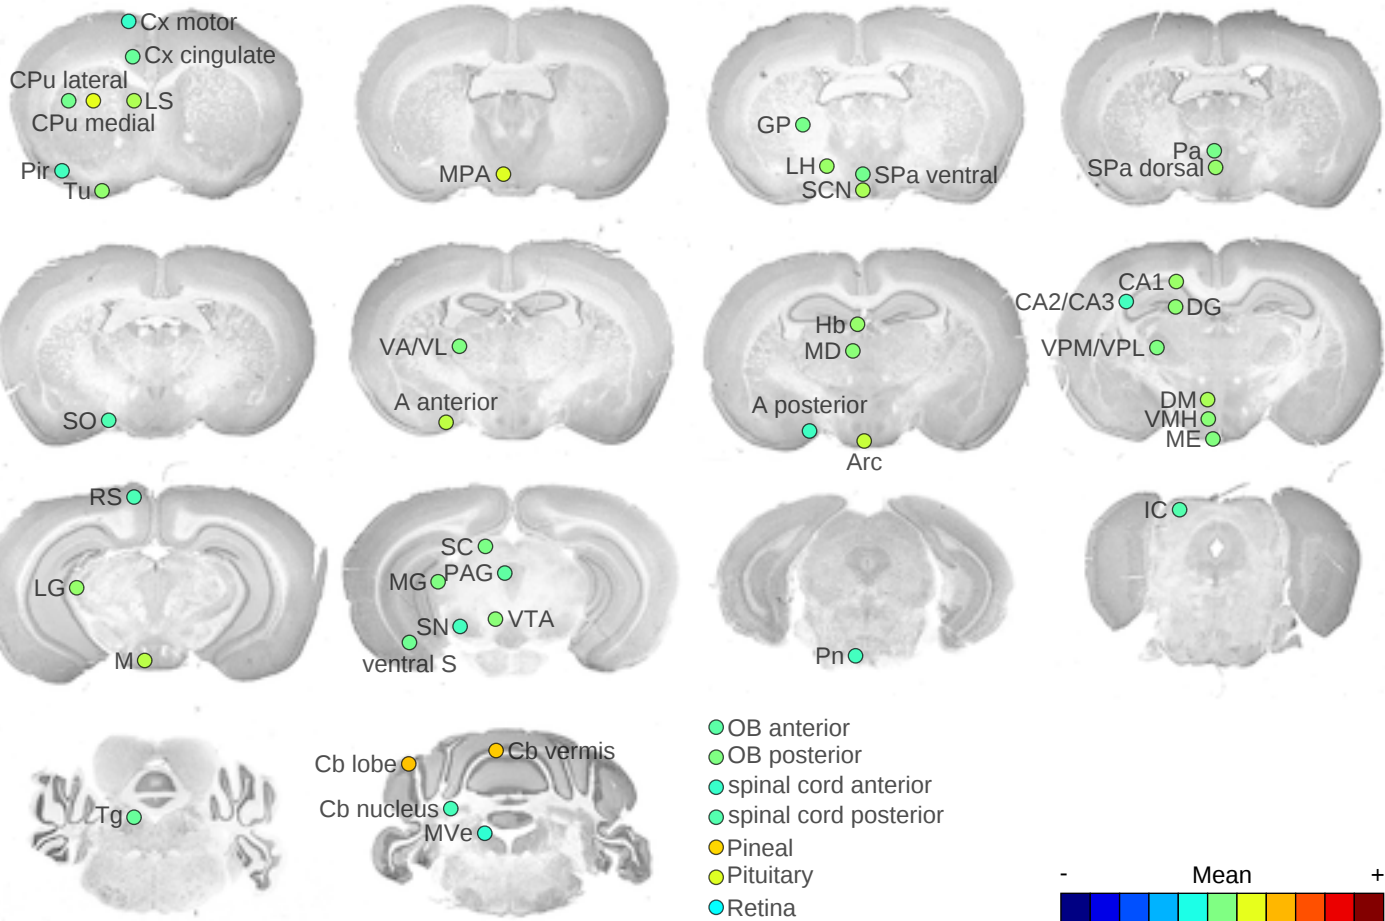 Cx motor
Cx cingulate
CPu lateral
LS
CPu medial
Pir
Tu
MPA
GP
LH
SPa ventral
SCN
Pa
SPa dorsal
SO
VA/VL
A anterior
Hb
MD
A posterior
Arc
CA1
CA2/CA3
DG
VPM/VPL
DM
VMH
ME
RS
LG
M
SC
PAG
MG
VTA
SN
ventral S
Pn
IC
Tg
Cb vermis
Cb lobe
Cb nucleus
MVe
OB anterior
OB posterior
spinal cord anterior
spinal cord posterior
Pineal
Pituitary
Retina
- Mean +